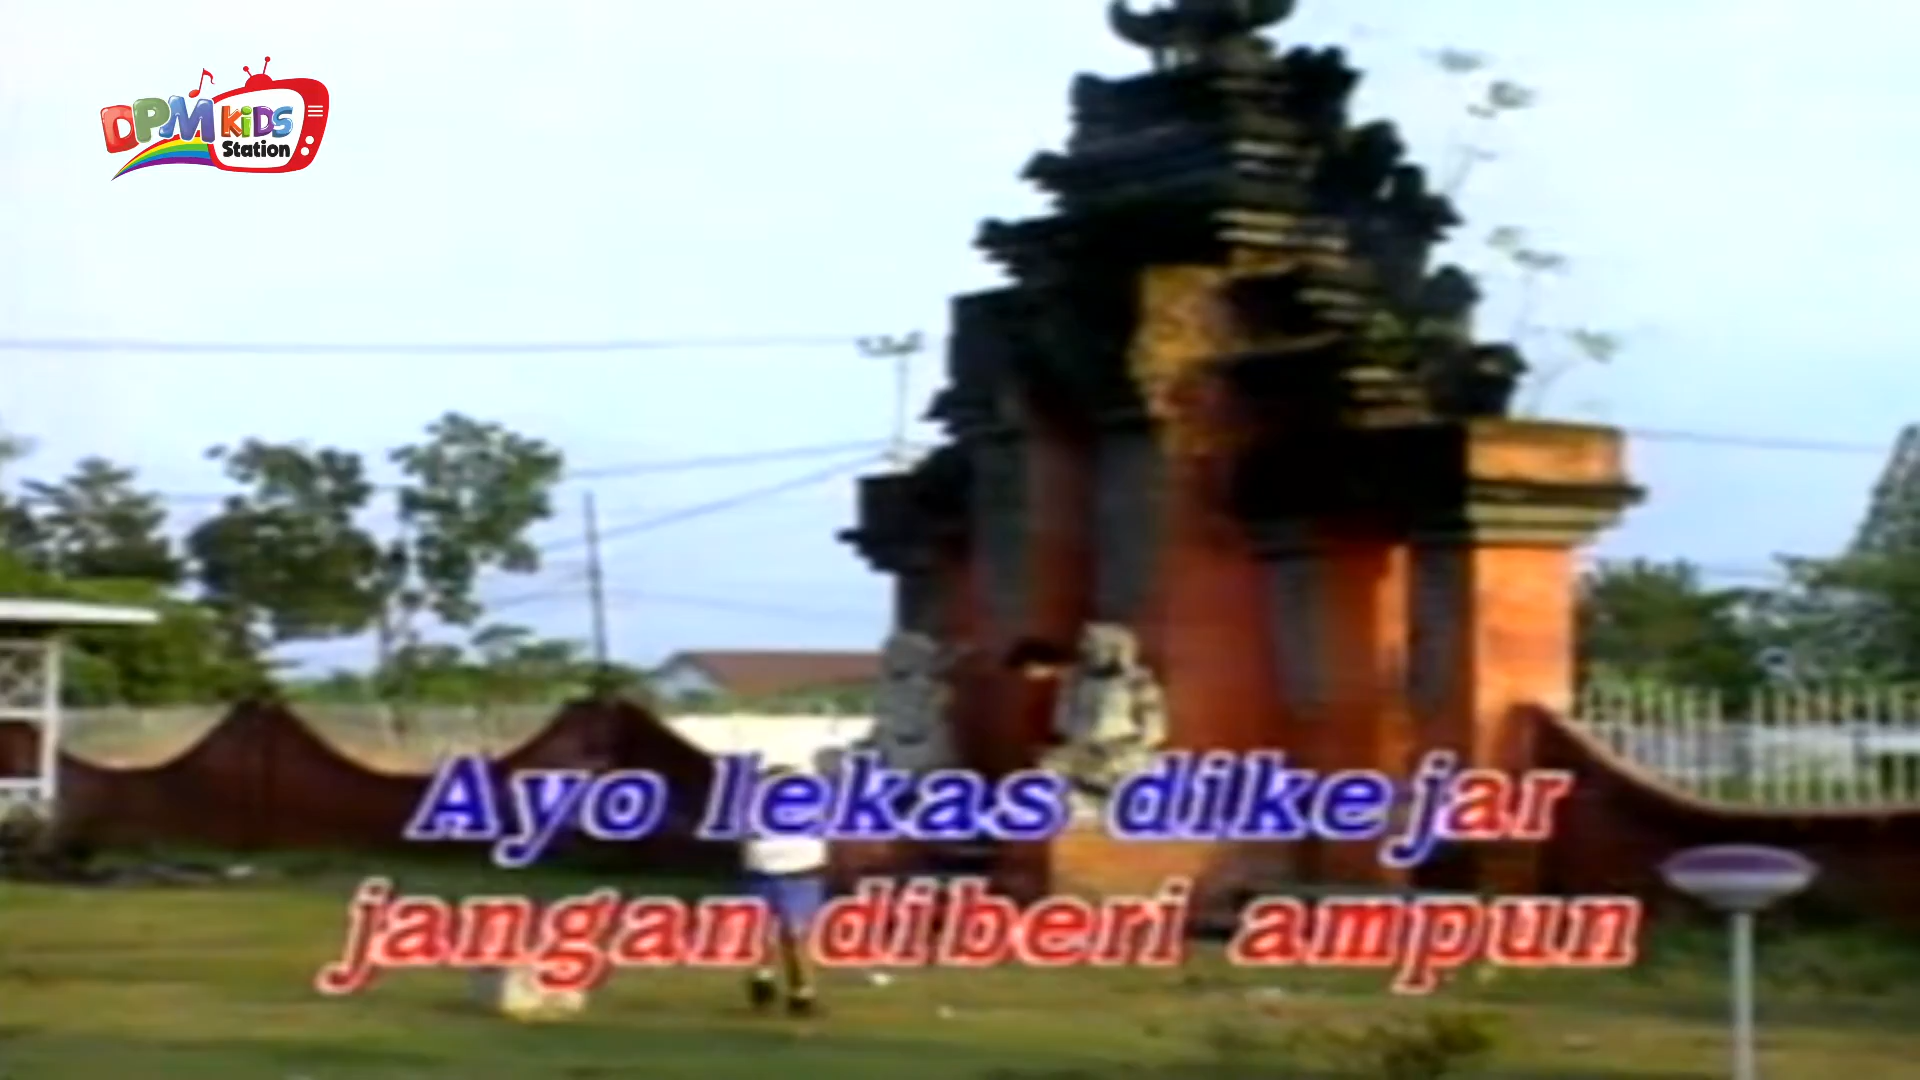 DPM KiDS
Station
Ayo lekas dikejar
jangan diberi ampun